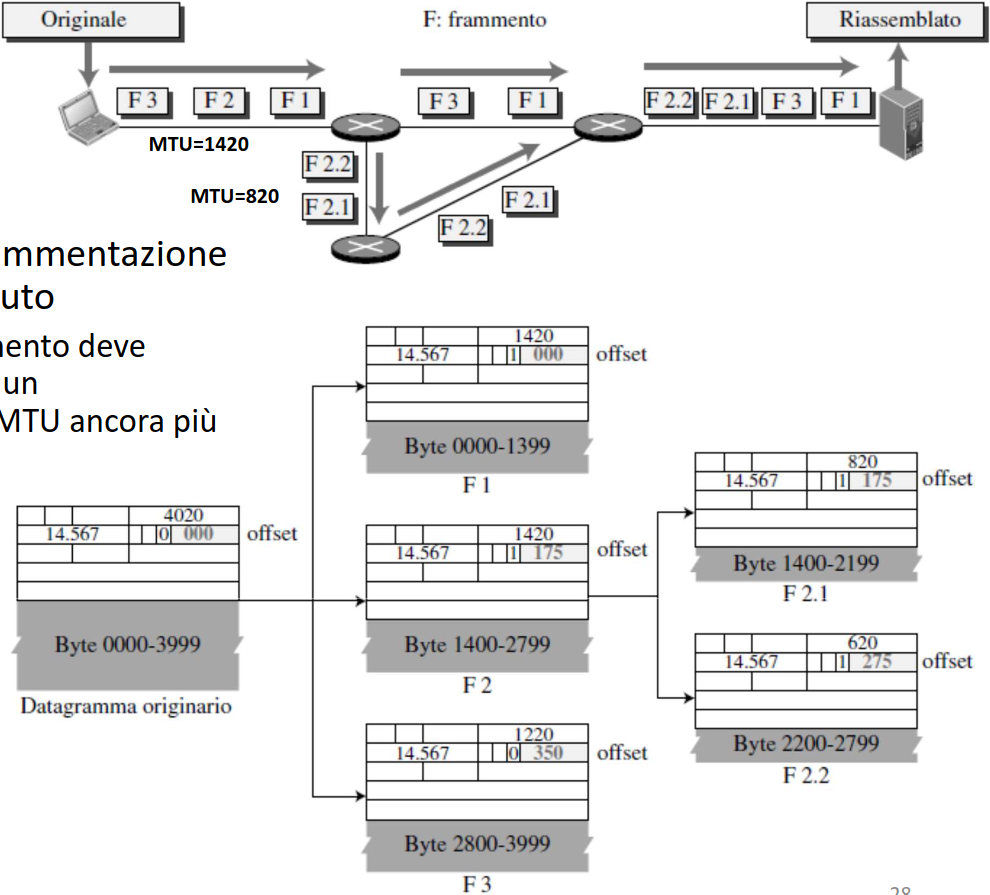 Originale
F: frammento
Riassemblato
F 3 F 2 F 1
F 3 F 1
F 2.2 F 2.1 F 3 F 1
MTU=1420
F 2.2
MTU=820
F 2.1
F 2.1
F 2.2
mmentazione
uto
nento deve
un
MTU ancora più
1420
14.567 1 000 offset
Byte 0000-1399
F 1
4020
14.567 0 000 offset
Byte 0000-3999
Datagramma originario
1420
14.567 1 175 offset
Byte 1400-2799
F 2
1220
14.567 0 350 offset
Byte 2800-3999
F 3
820
14.567 1 175 offset
Byte 1400-2199
F 2.1
620
14.567 1 275 offset
Byte 2200-2799
F 2.2
28